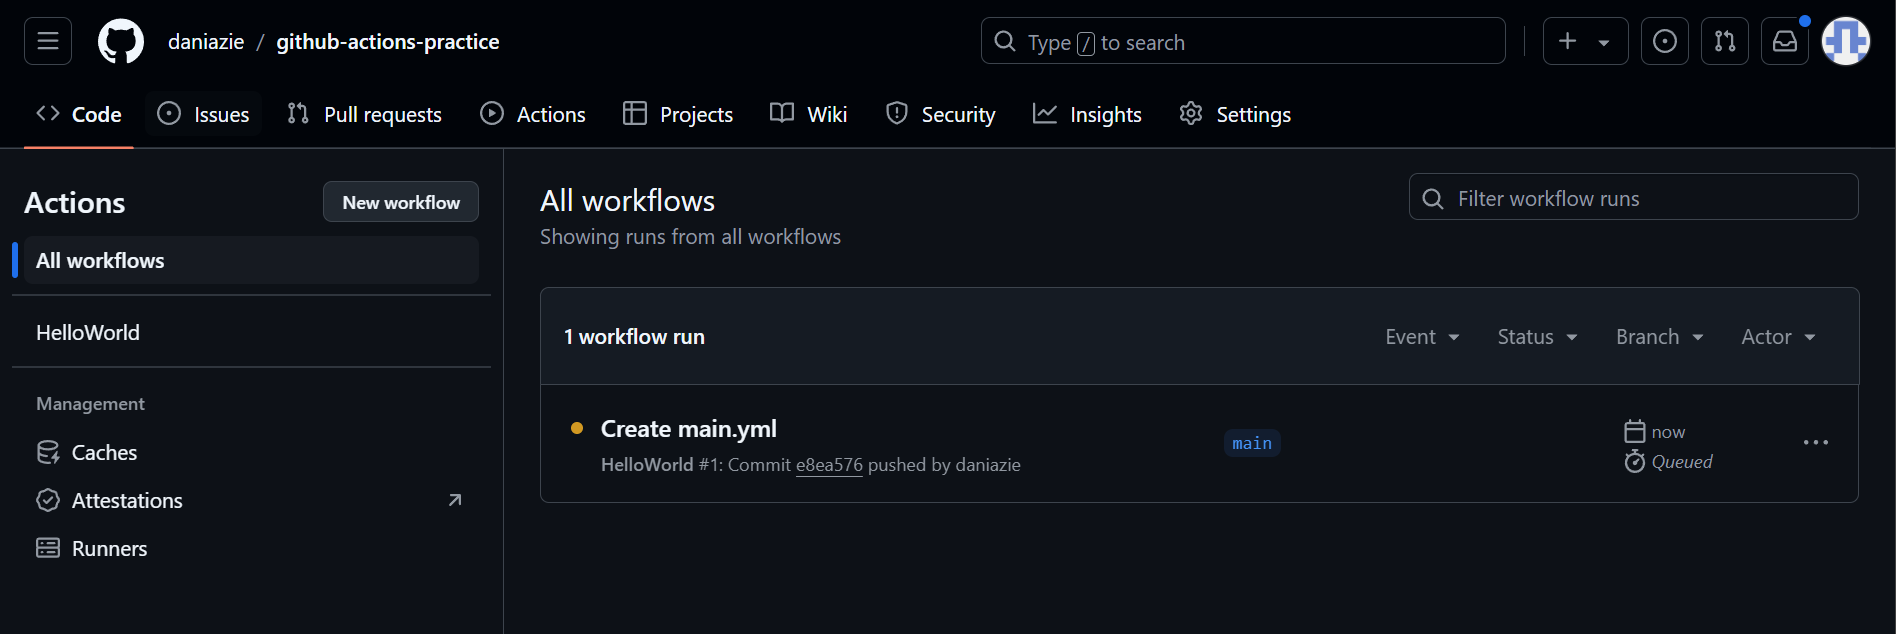 daniazie / github-actions-practice
Type / to search
Code Issues Pull requests Actions Projects Wiki Security Insights Settings
Actions
New workflow
All workflows
HelloWorld
Management
Caches
Attestations
Runners
All workflows
Showing runs from all workflows
Filter workflow runs
1 workflow run
Event Status Branch Actor
Create main.yml
HelloWorld #1: Commit e8ea576 pushed by daniazie
main
now
Queued